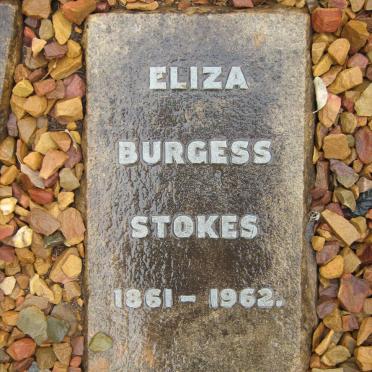 ELIZA
BURGESS
STOKES
1861 – 1962.